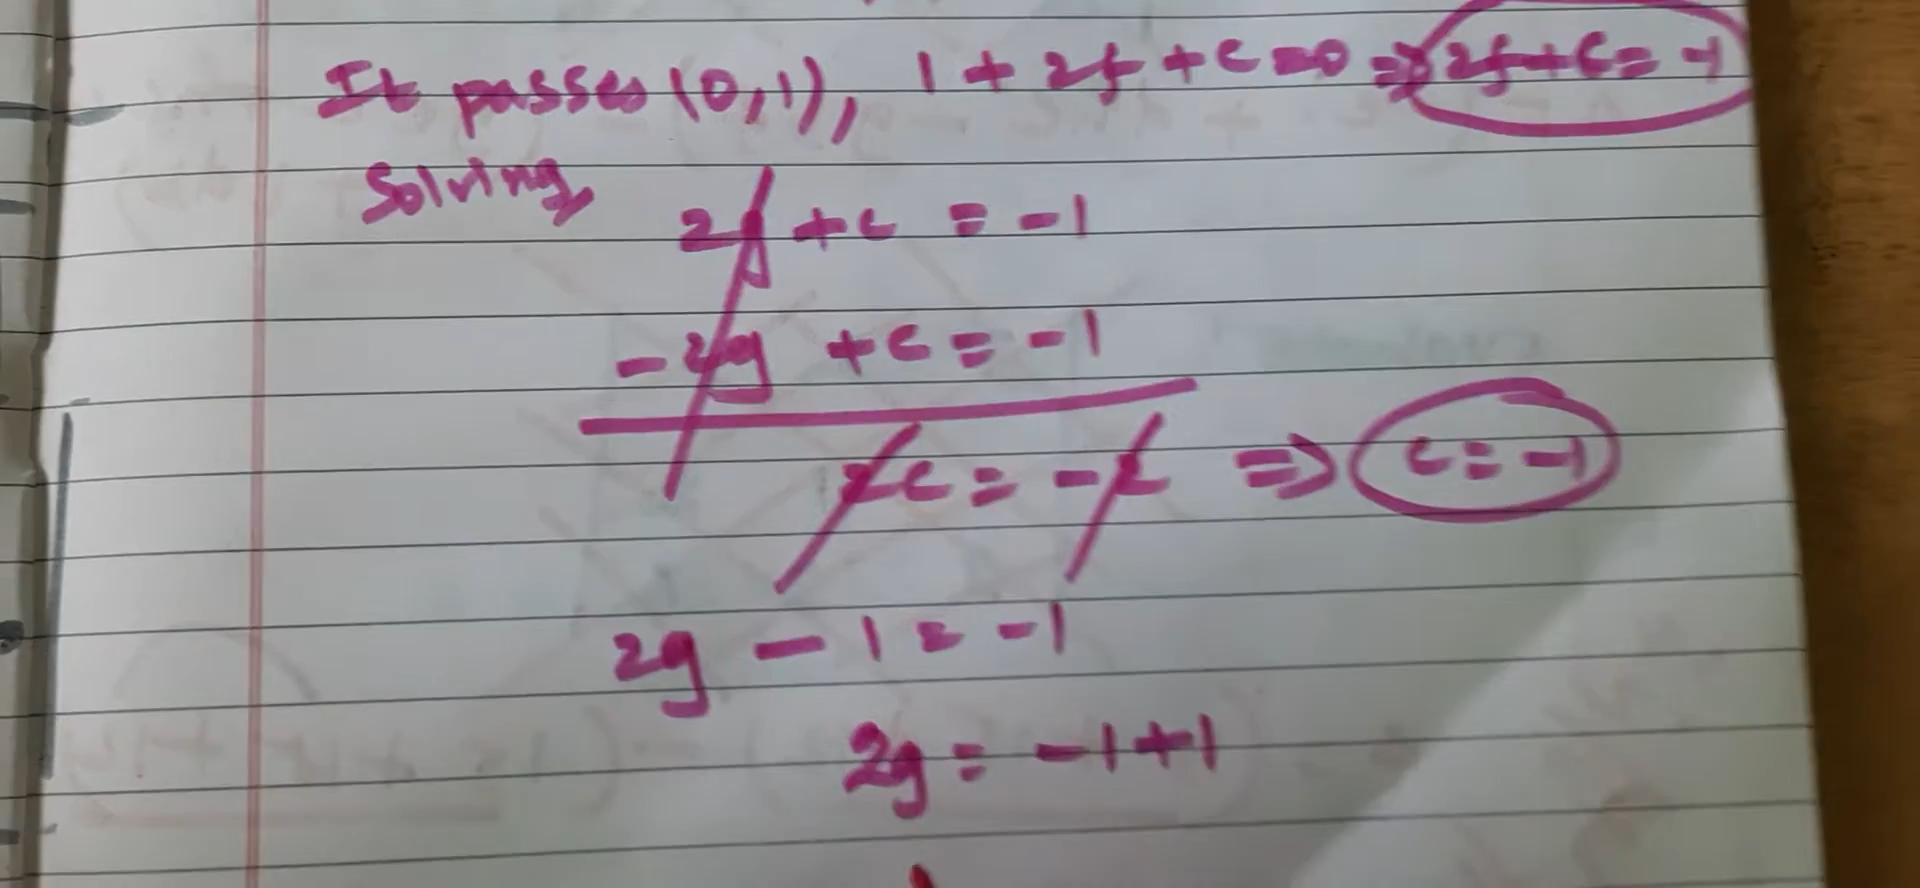 It passes (0,1), 1 + 2f + c = 0 ⇒ 2f + c = -1
Solving,
2g + c = -1
-2g + c = -1
2c = -2 ⇒ c = -1
2g - 1 = -1
2g = -1 + 1